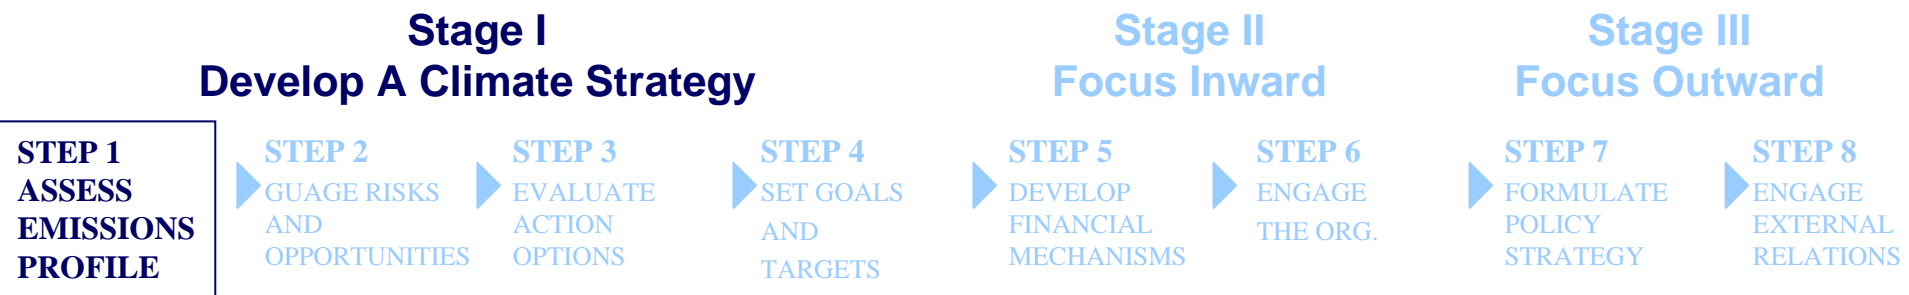 Stage I
Develop A Climate Strategy
Stage II
Focus Inward
Stage III
Focus Outward
STEP 1
ASSESS
EMISSIONS
PROFILE
STEP 2
GUAGE RISKS
AND
OPPORTUNITIES
STEP 3
EVALUATE
ACTION
OPTIONS
STEP 4
SET GOALS
AND
TARGETS
STEP 5
DEVELOP
FINANCIAL
MECHANISMS
STEP 6
ENGAGE
THE ORG.
STEP 7
FORMULATE
POLICY
STRATEGY
STEP 8
ENGAGE
EXTERNAL
RELATIONS